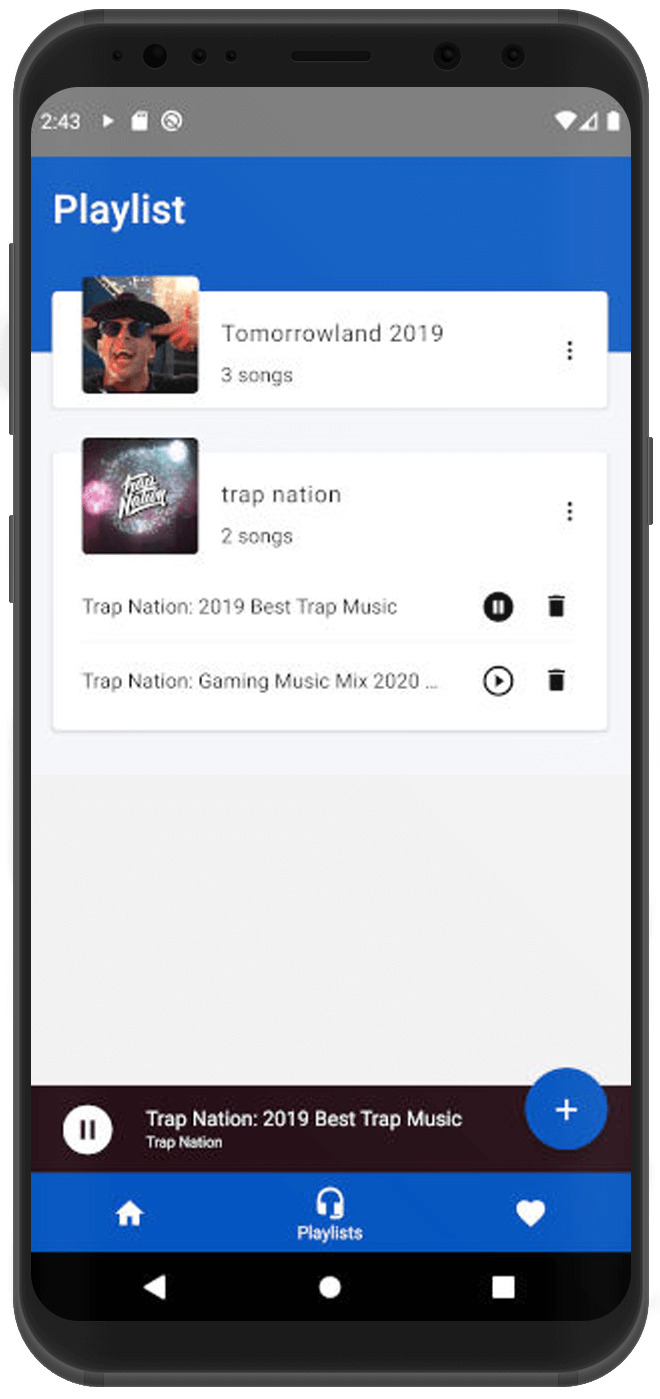 2:43
Playlist
Tomorrowland 2019
3 songs
trap Nation
trap nation
2 songs
Trap Nation: 2019 Best Trap Music
Trap Nation: Gaming Music Mix 2020 ...
Trap Nation: 2019 Best Trap Music
Trap Nation
Playlists